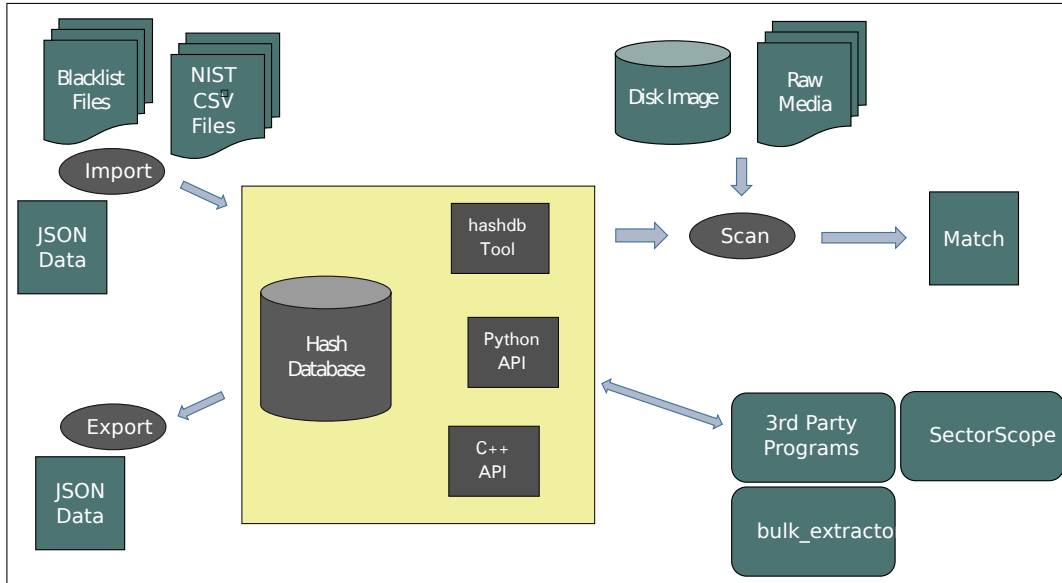 Blacklist
Files
NIST
CSV
Files
Disk Image
Raw
Media
Import
JSON
Data
hashdb
Tool
Scan
Match
Hash
Database
Python
API
Export
C++
API
3rd Party
Programs
SectorScope
JSON
Data
bulk_extracto